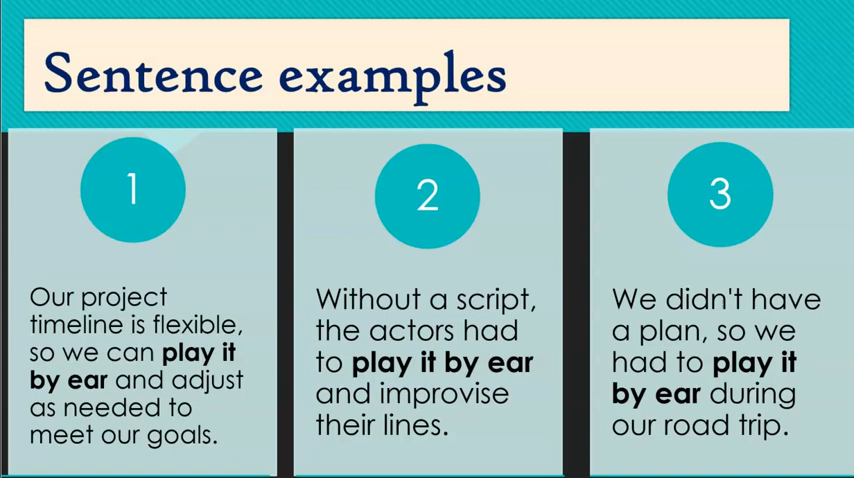 Sentence examples
1
Our project
timeline is flexible,
so we can play it
by ear and adjust
as needed to
meet our goals.
2
Without a script,
the actors had
to play it by ear
and improvise
their lines.
3
We didn't have
a plan, so we
had to play it
by ear during
our road trip.